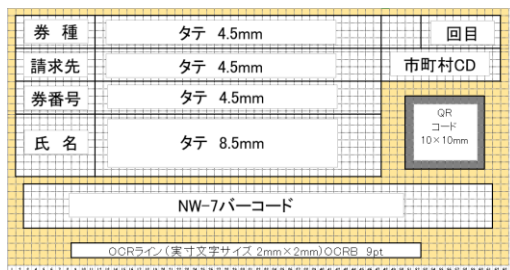 券 種 タテ 4.5mm 回目
請求先 タテ 4.5mm 市町村CD
券番号 タテ 4.5mm
氏 名 タテ 8.5mm
QR
コード
10×10mm
NW-7バーコード
OCRライン(実寸文字サイズ 2mm×2mm)OCRB 9pt